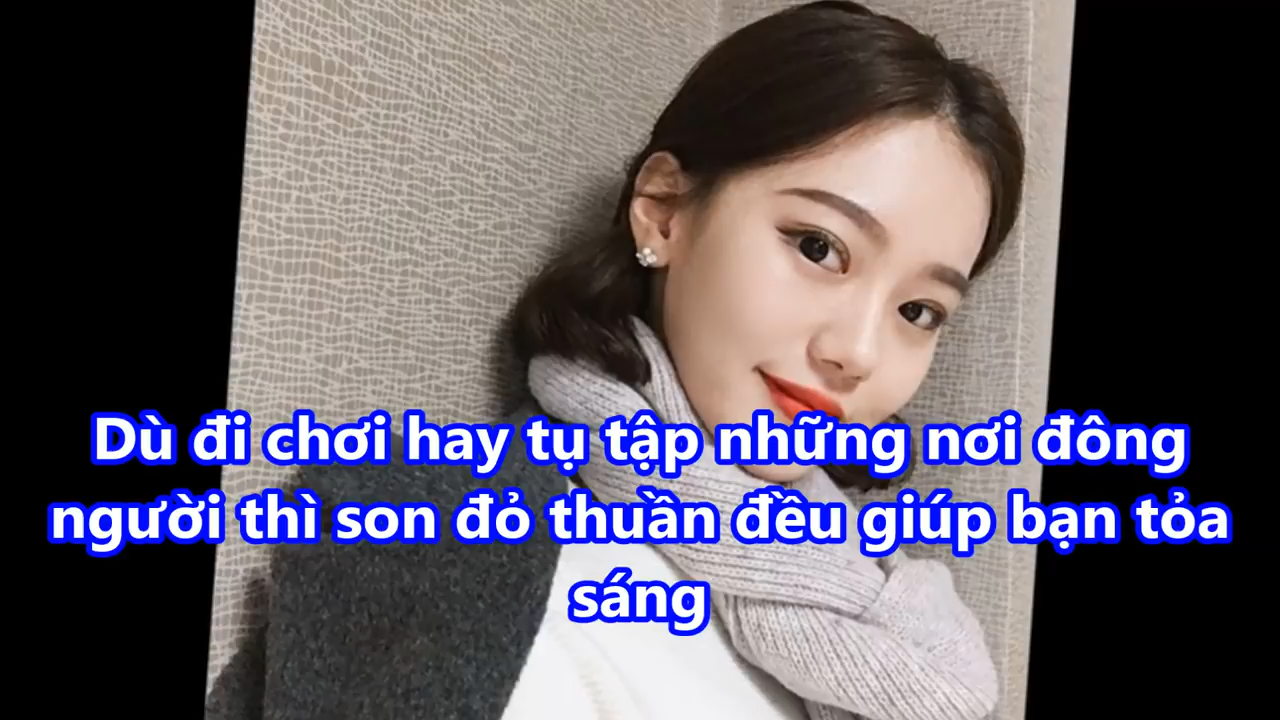 Dù đi chơi hay tụ tập những nơi đông
người thì son đỏ thuần đều giúp bạn tỏa
sáng